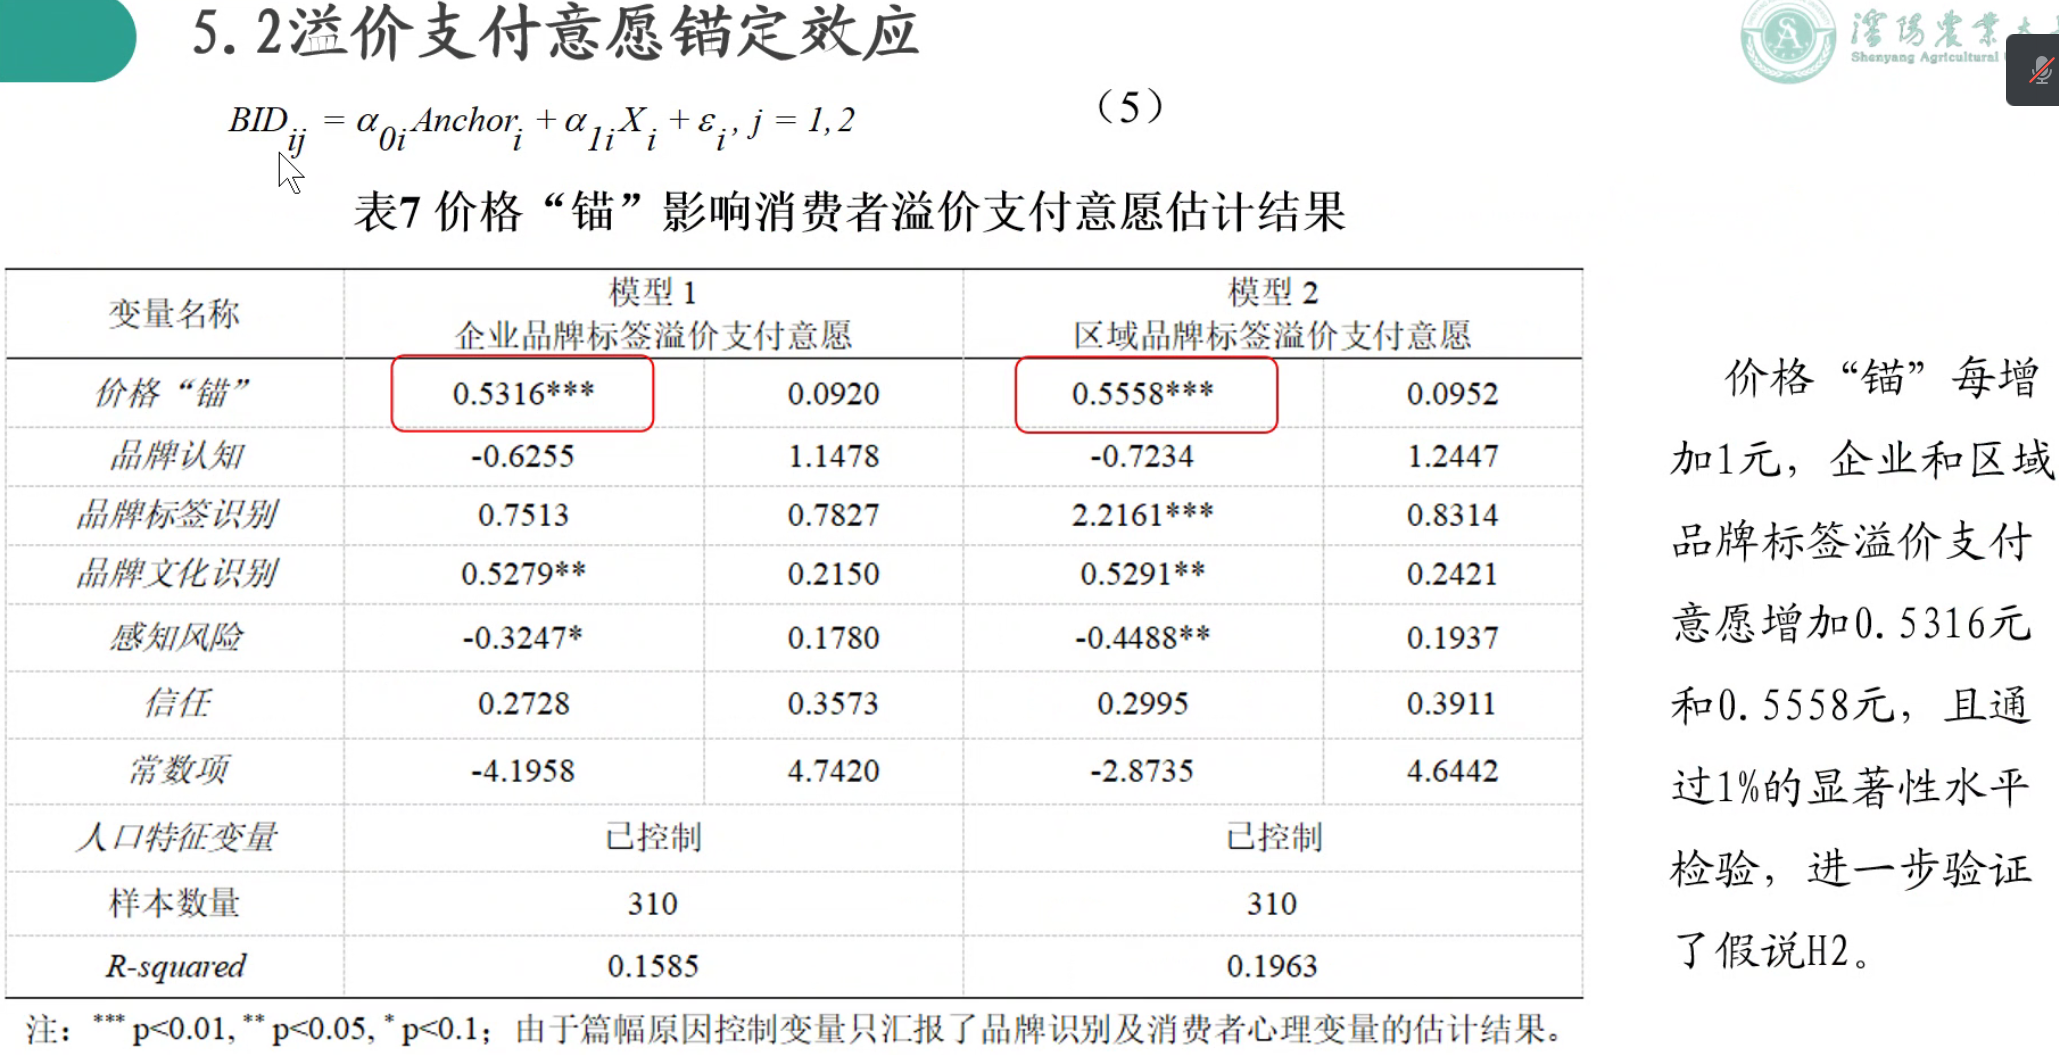 5.2溢价支付意愿锚定效应
Shenyang Agricultural
BID_ij = α_0i Anchor_i + α_1i X_i + ε_i, j = 1,2 （5）
表7 价格“锚”影响消费者溢价支付意愿估计结果
变量名称 模型 1 模型 2
企业品牌标签溢价支付意愿 区域品牌标签溢价支付意愿
价格“锚” 0.5316*** 0.0920 0.5558*** 0.0952
品牌认知 -0.6255 1.1478 -0.7234 1.2447
品牌标签识别 0.7513 0.7827 2.2161*** 0.8314
品牌文化识别 0.5279** 0.2150 0.5291** 0.2421
感知风险 -0.3247* 0.1780 -0.4488** 0.1937
信任 0.2728 0.3573 0.2995 0.3911
常数项 -4.1958 4.7420 -2.8735 4.6442
人口特征变量 已控制 已控制
样本数量 310 310
R-squared 0.1585 0.1963
注：*** p<0.01, ** p<0.05, * p<0.1；由于篇幅原因控制变量只汇报了品牌识别及消费者心理变量的估计结果。
价格“锚”每增
加1元，企业和区域
品牌标签溢价支付
意愿增加0.5316元
和0.5558元，且通
过1%的显著性水平
检验，进一步验证
了假说H2。